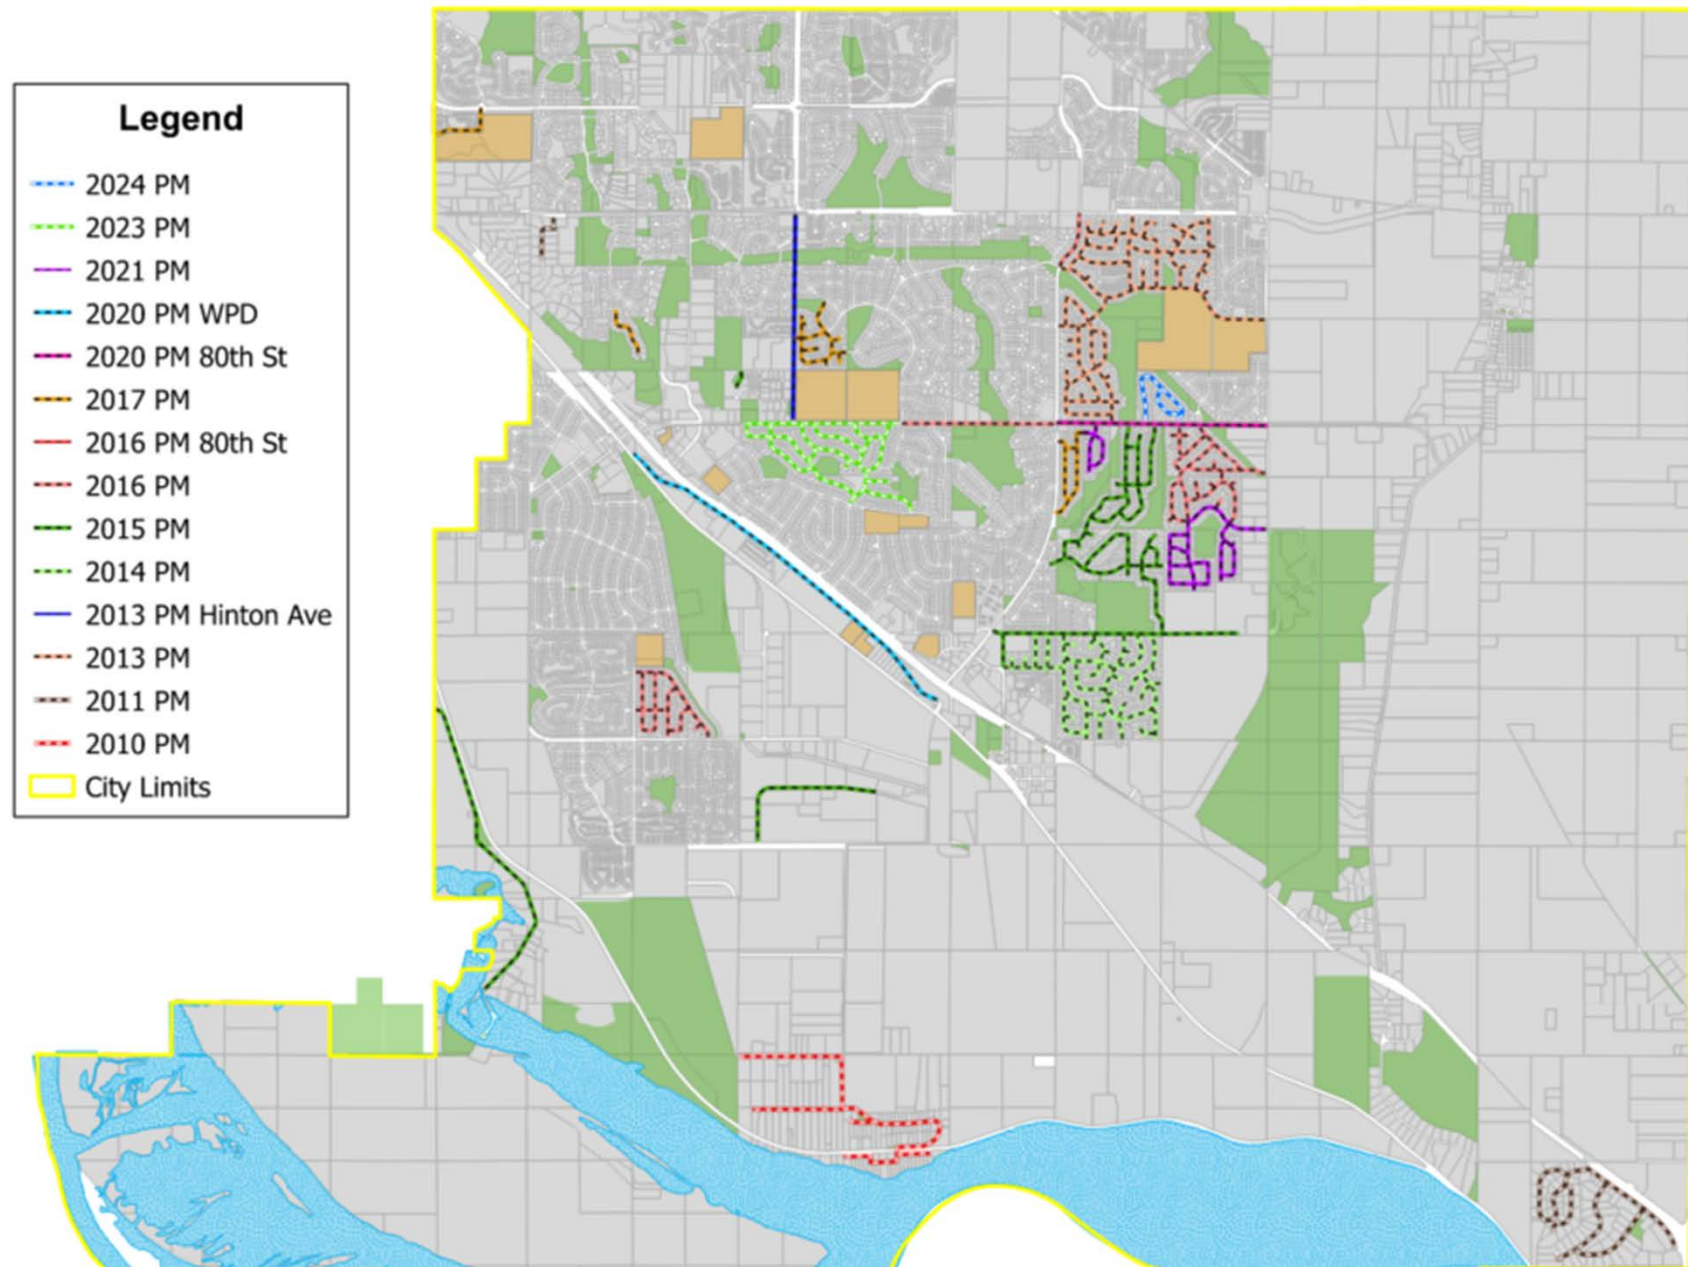 Legend
2024 PM
2023 PM
2021 PM
2020 PM WPD
2020 PM 80th St
2017 PM
2016 PM 80th St
2016 PM
2015 PM
2014 PM
2013 PM Hinton Ave
2013 PM
2011 PM
2010 PM
City Limits